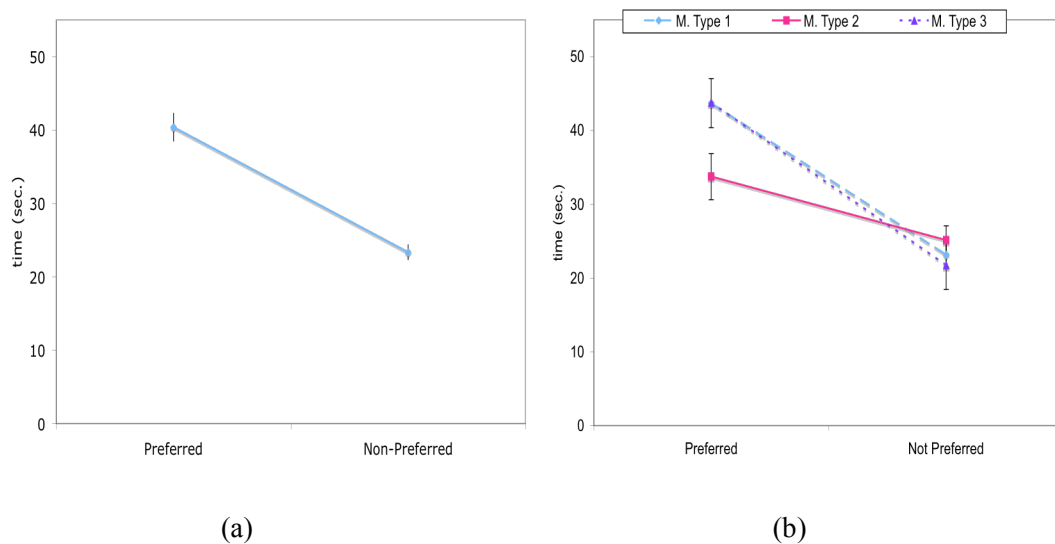 M. Type 1 M. Type 2 M. Type 3
50
40
30
20
10
0
time (sec.)
Preferred Non-Preferred
50
40
30
20
10
0
time (sec.)
Preferred Not Preferred
(a) (b)